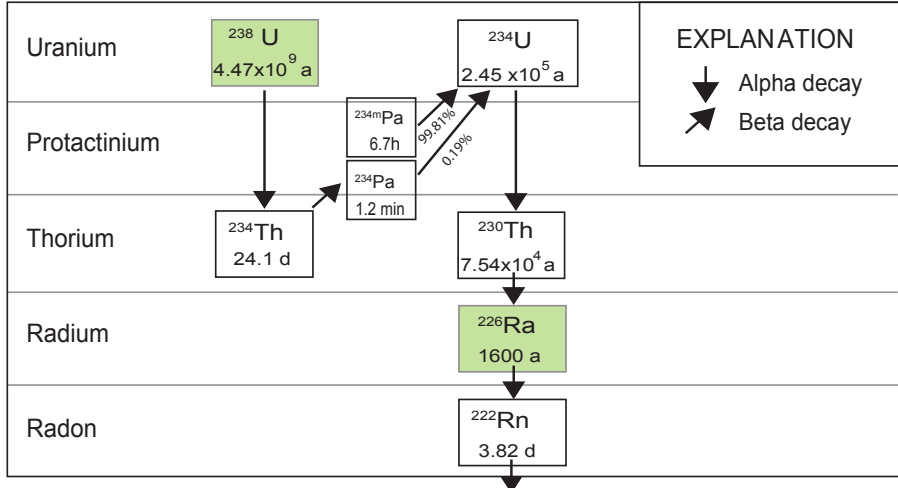 Uranium
²³⁸ U
4.47x10⁹ a
²³⁴U
2.45 x10⁵ a
EXPLANATION
Alpha decay
Beta decay
Protactinium
²³⁴ᵐPa
6.7h
99.81%
0.19%
²³⁴Pa
1.2 min
Thorium
²³⁴Th
24.1 d
²³⁰Th
7.54x10⁴ a
Radium
²²⁶Ra
1600 a
Radon
²²²Rn
3.82 d